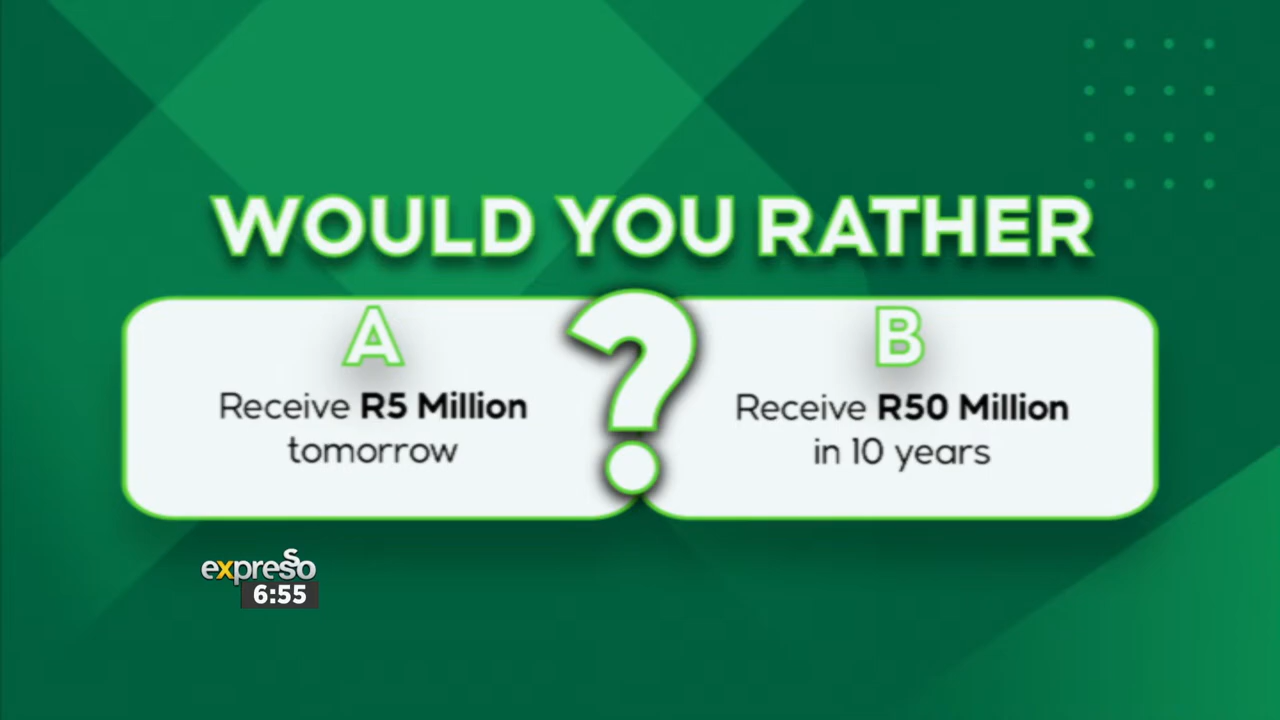 WOULD YOU RATHER
A
Receive R5 Million
tomorrow
?
B
Receive R50 Million
in 10 years
expresso
6:55